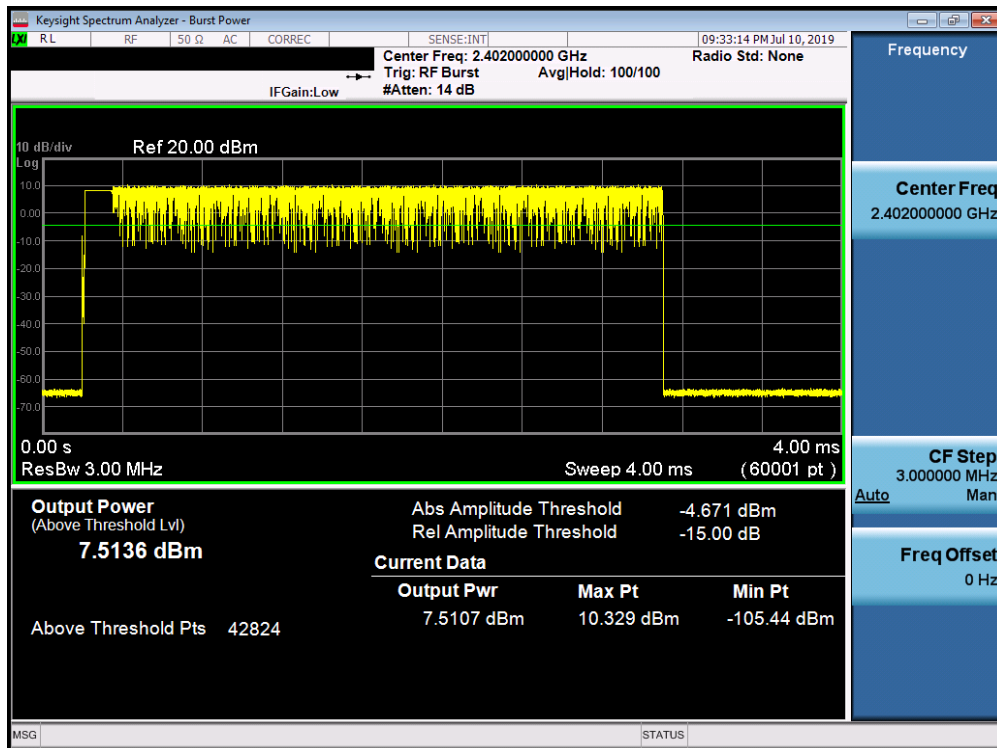 Keysight Spectrum Analyzer - Burst Power
LXI RL RF 50 Ω AC CORREC SENSE:INT 09:33:14 PM Jul 10, 2019
Center Freq: 2.402000000 GHz Radio Std: None
Trig: RF Burst Avg|Hold: 100/100
IFGain:Low #Atten: 14 dB
Frequency
10 dB/div Ref 20.00 dBm
Log
10.0
0.00
-10.0
-20.0
-30.0
-40.0
-50.0
-60.0
-70.0
0.00 s 4.00 ms
ResBw 3.00 MHz Sweep 4.00 ms (60001 pt)
Center Freq
2.402000000 GHz
CF Step
3.000000 MHz
Auto Man
Freq Offset
0 Hz
Output Power
(Above Threshold Lvl)
7.5136 dBm
Above Threshold Pts 42824
Abs Amplitude Threshold -4.671 dBm
Rel Amplitude Threshold -15.00 dB
Current Data
Output Pwr Max Pt Min Pt
7.5107 dBm 10.329 dBm -105.44 dBm
MSG STATUS